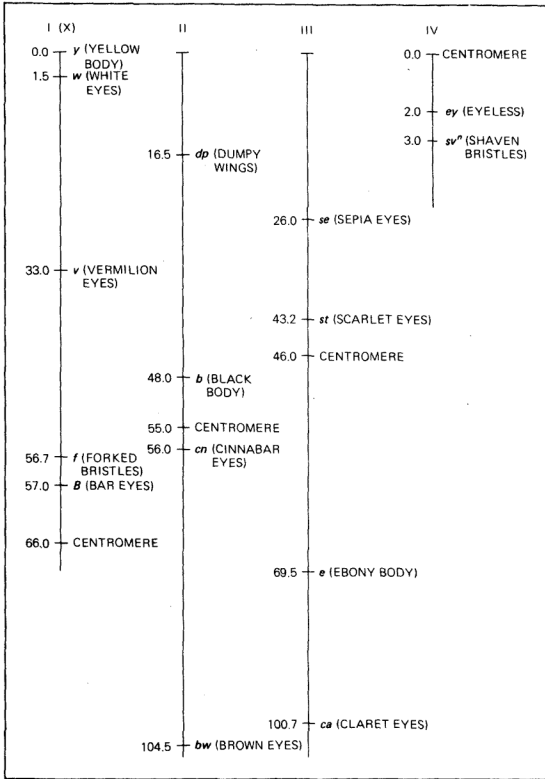 I (X)
II
III
IV
0.0 y (YELLOW
BODY)
1.5 w (WHITE
EYES)
33.0 v (VERMILION
EYES)
56.7 f (FORKED
BRISTLES)
57.0 B (BAR EYES)
66.0 CENTROMERE
16.5 dp (DUMPY
WINGS)
48.0 b (BLACK
BODY)
55.0 CENTROMERE
56.0 cn (CINNABAR
EYES)
104.5 bw (BROWN EYES)
26.0 se (SEPIA EYES)
43.2 st (SCARLET EYES)
46.0 CENTROMERE
69.5 e (EBONY BODY)
100.7 ca (CLARET EYES)
0.0 CENTROMERE
2.0 ey (EYELESS)
3.0 svⁿ (SHAVEN
BRISTLES)